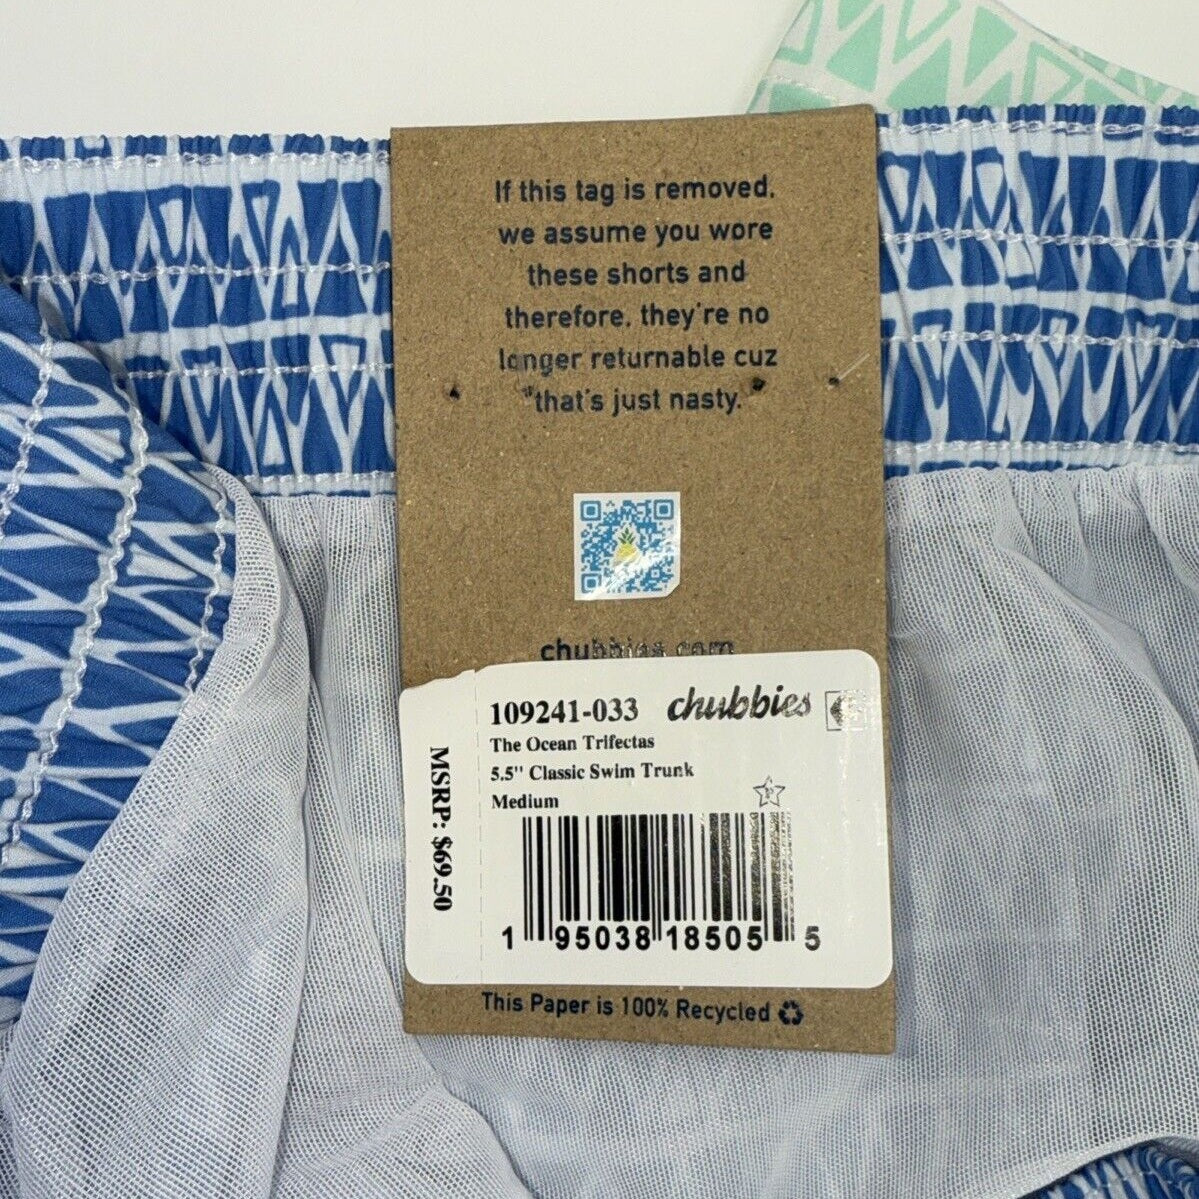 If this tag is removed,
we assume you wore
these shorts and
therefore, they're no
longer returnable cuz
"that's just nasty."
chubbies.com
109241-033 chubbies
The Ocean Trifectas
5.5" Classic Swim Trunk
Medium
MSRP: $69.50
1 95038 18505 5
This Paper is 100% Recycled